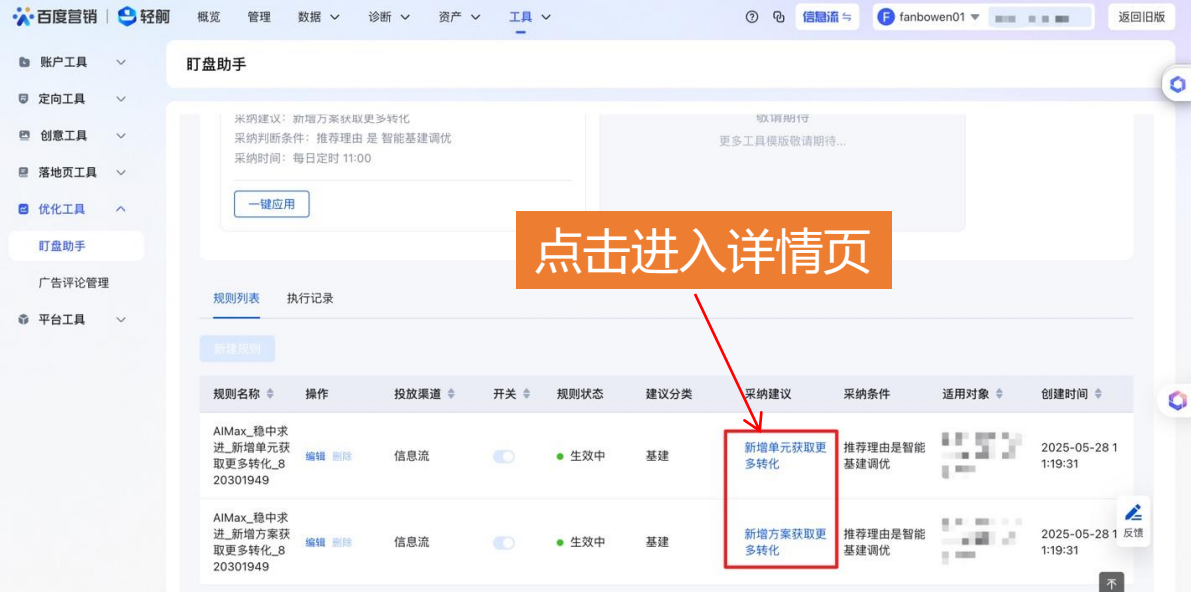 百度营销 轻舸 概览 管理 数据 诊断 资产 工具 信息流 F fanbowen01 返回旧版
账户工具
定向工具
创意工具
落地页工具
优化工具
盯盘助手
广告评论管理
平台工具
盯盘助手
采纳建议：新增方案获取更多转化
采纳判断条件：推荐理由 是 智能基建调优
采纳时间：每日定时 11:00
一键应用
敬请期待
更多工具模版敬请期待...
点击进入详情页
规则列表 执行记录
新建规则
规则名称 操作 投放渠道 开关 规则状态 建议分类 采纳建议 采纳条件 适用对象 创建时间
AIMax_稳中求
进_新增单元获
取更多转化_8
20301949
编辑 删除
信息流
生效中
基建
新增单元获取更
多转化
推荐理由是智能
基建调优
2025-05-28 1
1:19:31
AIMax_稳中求
进_新增方案获
取更多转化_8
20301949
编辑 删除
信息流
生效中
基建
新增方案获取更
多转化
推荐理由是智能
基建调优
2025-05-28 1
1:19:31
反馈